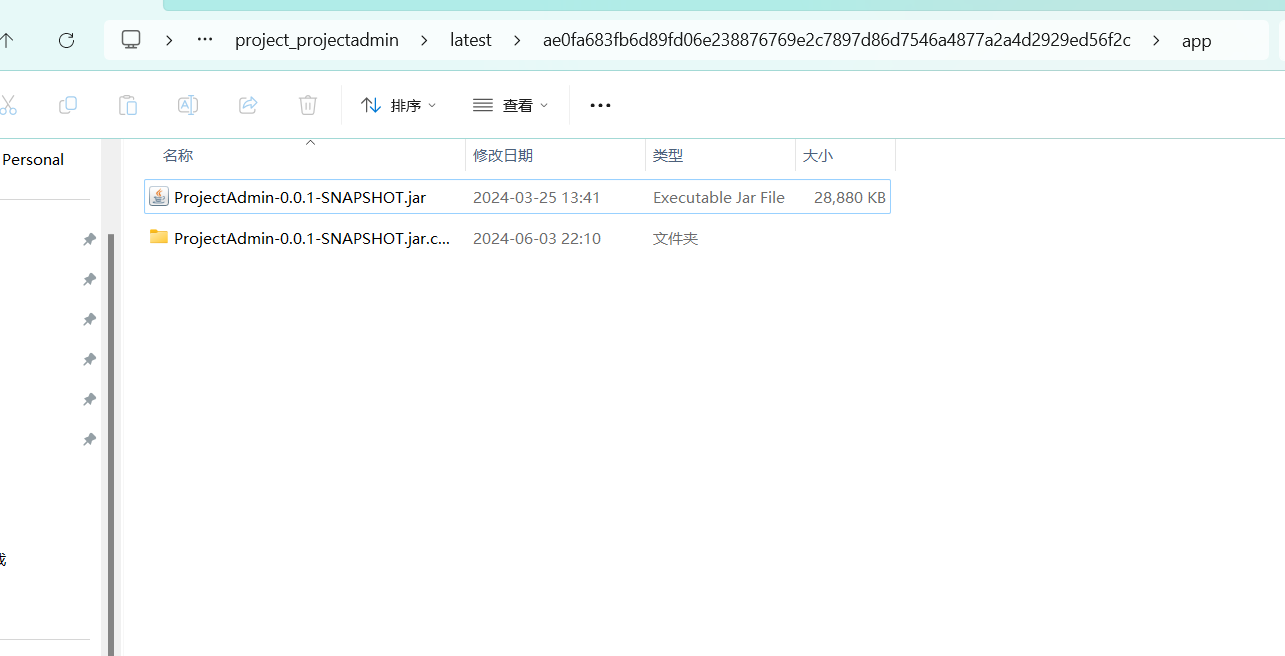 project_projectadmin > latest > ae0fa683fb6d89fd06e238876769e2c7897d86d7546a4877a2a4d2929ed56f2c > app
排序 查看
Personal
名称 修改日期 类型 大小
ProjectAdmin-0.0.1-SNAPSHOT.jar 2024-03-25 13:41 Executable Jar File 28,880 KB
ProjectAdmin-0.0.1-SNAPSHOT.jar.c... 2024-06-03 22:10 文件夹